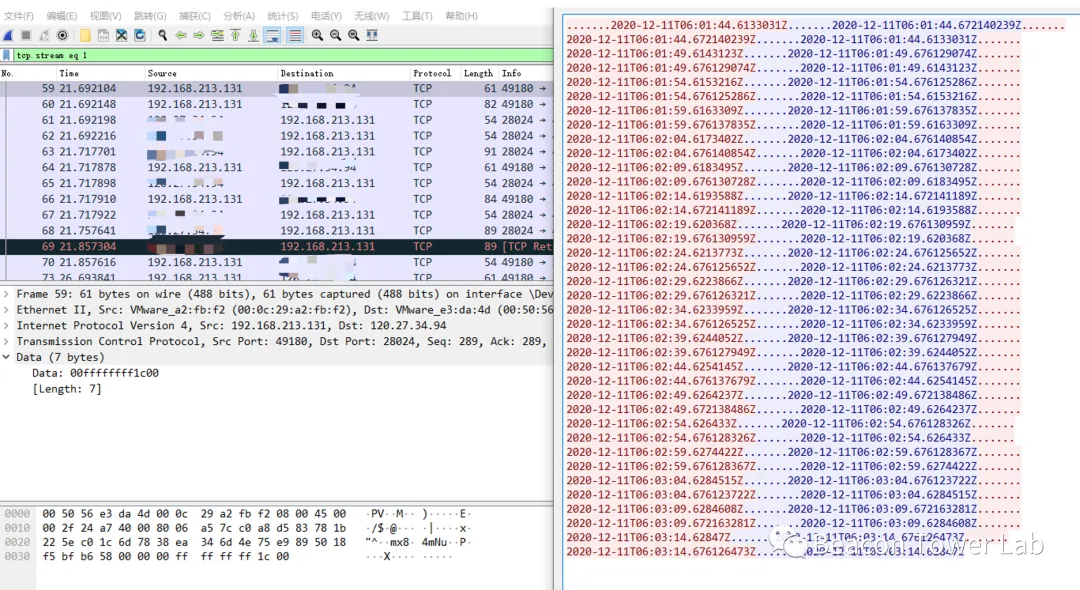 文件(F) 编辑(E) 视图(V) 跳转(G) 捕获(C) 分析(A) 统计(S) 电话(Y) 无线(W) 工具(T) 帮助(H)
tcp.stream eq 1
No. Time Source Destination Protocol Length Info
59 21.692104 192.168.213.131 TCP 61 49180 →
60 21.692148 192.168.213.131 TCP 82 49180 →
61 21.692198 192.168.213.131 TCP 54 28024 →
62 21.692216 192.168.213.131 TCP 54 28024 →
63 21.717701 192.168.213.131 TCP 91 28024 →
64 21.717878 192.168.213.131 TCP 61 49180 →
65 21.717898 192.168.213.131 TCP 54 28024 →
66 21.717910 192.168.213.131 TCP 84 49180 →
67 21.717922 192.168.213.131 TCP 54 28024 →
68 21.757641 192.168.213.131 TCP 89 28024 →
69 21.857304 192.168.213.131 TCP 89 [TCP Ret
70 21.857616 192.168.213.131 TCP 54 49180 →
73 26.693841 192.168.213.131 TCP 61 49180 →
Frame 59: 61 bytes on wire (488 bits), 61 bytes captured (488 bits) on interface \Dev
Ethernet II, Src: VMware_a2:fb:f2 (00:0c:29:a2:fb:f2), Dst: VMware_e3:da:4d (00:50:56
Internet Protocol Version 4, Src: 192.168.213.131, Dst: 120.27.34.94
Transmission Control Protocol, Src Port: 49180, Dst Port: 28024, Seq: 289, Ack: 289,
Data (7 bytes)
Data: 00ffffffff1c00
[Length: 7]
0000 00 50 56 e3 da 4d 00 0c 29 a2 fb f2 08 00 45 00 ·PV··M·· )·····E·
0010 00 2f 24 a7 40 00 80 06 a5 7c c0 a8 d5 83 78 1b ·/$·@··· ·|····x·
0020 22 5e c0 1c 6d 78 38 ea 34 6d 4e 75 e9 89 50 18 "^··mx8· 4mNu··P·
0030 f5 bf b6 58 00 00 00 ff ff ff ff 1c 00 ···X···· ·····
.......2020-12-11T06:01:44.6133031Z.......2020-12-11T06:01:44.672140239Z.......
2020-12-11T06:01:44.672140239Z.......2020-12-11T06:01:44.6133031Z.......
2020-12-11T06:01:49.6143123Z.......2020-12-11T06:01:49.676129074Z.......
2020-12-11T06:01:49.676129074Z.......2020-12-11T06:01:49.6143123Z.......
2020-12-11T06:01:54.6153216Z.......2020-12-11T06:01:54.676125286Z.......
2020-12-11T06:01:54.676125286Z.......2020-12-11T06:01:54.6153216Z.......
2020-12-11T06:01:59.6163309Z.......2020-12-11T06:01:59.676137835Z.......
2020-12-11T06:01:59.676137835Z.......2020-12-11T06:01:59.6163309Z.......
2020-12-11T06:02:04.6173402Z.......2020-12-11T06:02:04.676140854Z.......
2020-12-11T06:02:04.676140854Z.......2020-12-11T06:02:04.6173402Z.......
2020-12-11T06:02:09.6183495Z.......2020-12-11T06:02:09.676130728Z.......
2020-12-11T06:02:09.676130728Z.......2020-12-11T06:02:09.6183495Z.......
2020-12-11T06:02:14.6193588Z.......2020-12-11T06:02:14.672141189Z.......
2020-12-11T06:02:14.672141189Z.......2020-12-11T06:02:14.6193588Z.......
2020-12-11T06:02:19.620368Z.......2020-12-11T06:02:19.676130959Z.......
2020-12-11T06:02:19.676130959Z.......2020-12-11T06:02:19.620368Z.......
2020-12-11T06:02:24.6213773Z.......2020-12-11T06:02:24.676125652Z.......
2020-12-11T06:02:24.676125652Z.......2020-12-11T06:02:24.6213773Z.......
2020-12-11T06:02:29.6223866Z.......2020-12-11T06:02:29.676126321Z.......
2020-12-11T06:02:29.676126321Z.......2020-12-11T06:02:29.6223866Z.......
2020-12-11T06:02:34.6233959Z.......2020-12-11T06:02:34.676126525Z.......
2020-12-11T06:02:34.676126525Z.......2020-12-11T06:02:34.6233959Z.......
2020-12-11T06:02:39.6244052Z.......2020-12-11T06:02:39.676127949Z.......
2020-12-11T06:02:39.676127949Z.......2020-12-11T06:02:39.6244052Z.......
2020-12-11T06:02:44.6254145Z.......2020-12-11T06:02:44.676137679Z.......
2020-12-11T06:02:44.676137679Z.......2020-12-11T06:02:44.6254145Z.......
2020-12-11T06:02:49.6264237Z.......2020-12-11T06:02:49.672138486Z.......
2020-12-11T06:02:49.672138486Z.......2020-12-11T06:02:49.6264237Z.......
2020-12-11T06:02:54.626433Z.......2020-12-11T06:02:54.676128326Z.......
2020-12-11T06:02:54.676128326Z.......2020-12-11T06:02:54.626433Z.......
2020-12-11T06:02:59.6274422Z.......2020-12-11T06:02:59.676128367Z.......
2020-12-11T06:02:59.676128367Z.......2020-12-11T06:02:59.6274422Z.......
2020-12-11T06:03:04.6284515Z.......2020-12-11T06:03:04.676123722Z.......
2020-12-11T06:03:04.676123722Z.......2020-12-11T06:03:04.6284515Z.......
2020-12-11T06:03:09.6284608Z.......2020-12-11T06:03:09.672163281Z.......
2020-12-11T06:03:09.672163281Z.......2020-12-11T06:03:09.6284608Z.......
2020-12-11T06:03:14.62847Z.......2020-12-11T06:03:14.676126473Z.......
2020-12-11T06:03:14.676126473Z.......2020-12-11T06:03:14.62847Z.......
Beacon Tower Lab